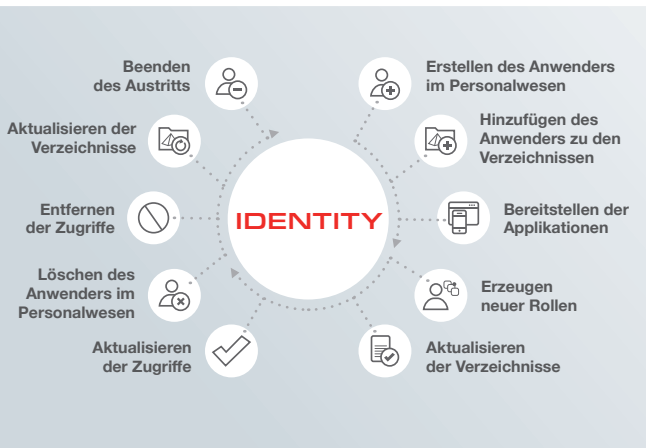 Beenden
des Austritts
Aktualisieren der
Verzeichnisse
Entfernen
der Zugriffe
Löschen des
Anwenders im
Personalwesen
Aktualisieren
der Zugriffe
IDENTITY
Erstellen des Anwenders
im Personalwesen
Hinzufügen des
Anwenders zu den
Verzeichnissen
Bereitstellen der
Applikationen
Erzeugen
neuer Rollen
Aktualisieren
der Verzeichnisse